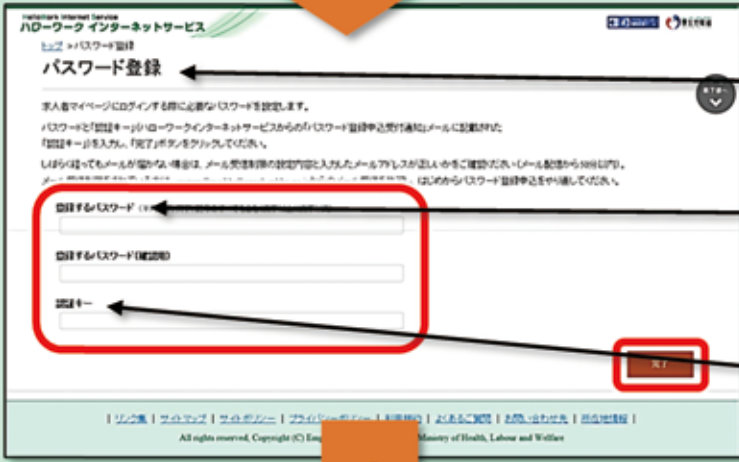 HelloWork Internet Service
ハローワーク インターネットサービス
トップ > パスワード登録
パスワード登録
求人者マイページにログインする際に必要なパスワードを設定します。
パスワードと「認証キー」(ハローワークインターネットサービスからの「パスワード登録申込受付通知」メールに記載された
「認証キー」)を入力し、「完了」ボタンをクリックしてください。
しばらく経ってもメールが届かない場合は、メール受信制限の設定内容と入力したメールアドレスが正しいかをご確認ください(メール配信から50分以内)。
はじめからパスワード登録申込をやり直してください。
登録するパスワード
登録するパスワード(確認用)
認証キー
完了
| リンク集 | サイトマップ | サイトポリシー | プライバシーポリシー | 利用規約 | よくあるご質問 | お問い合わせ先 | 所在地情報 |
All rights reserved, Copyright (C) Ministry of Health, Labour and Welfare